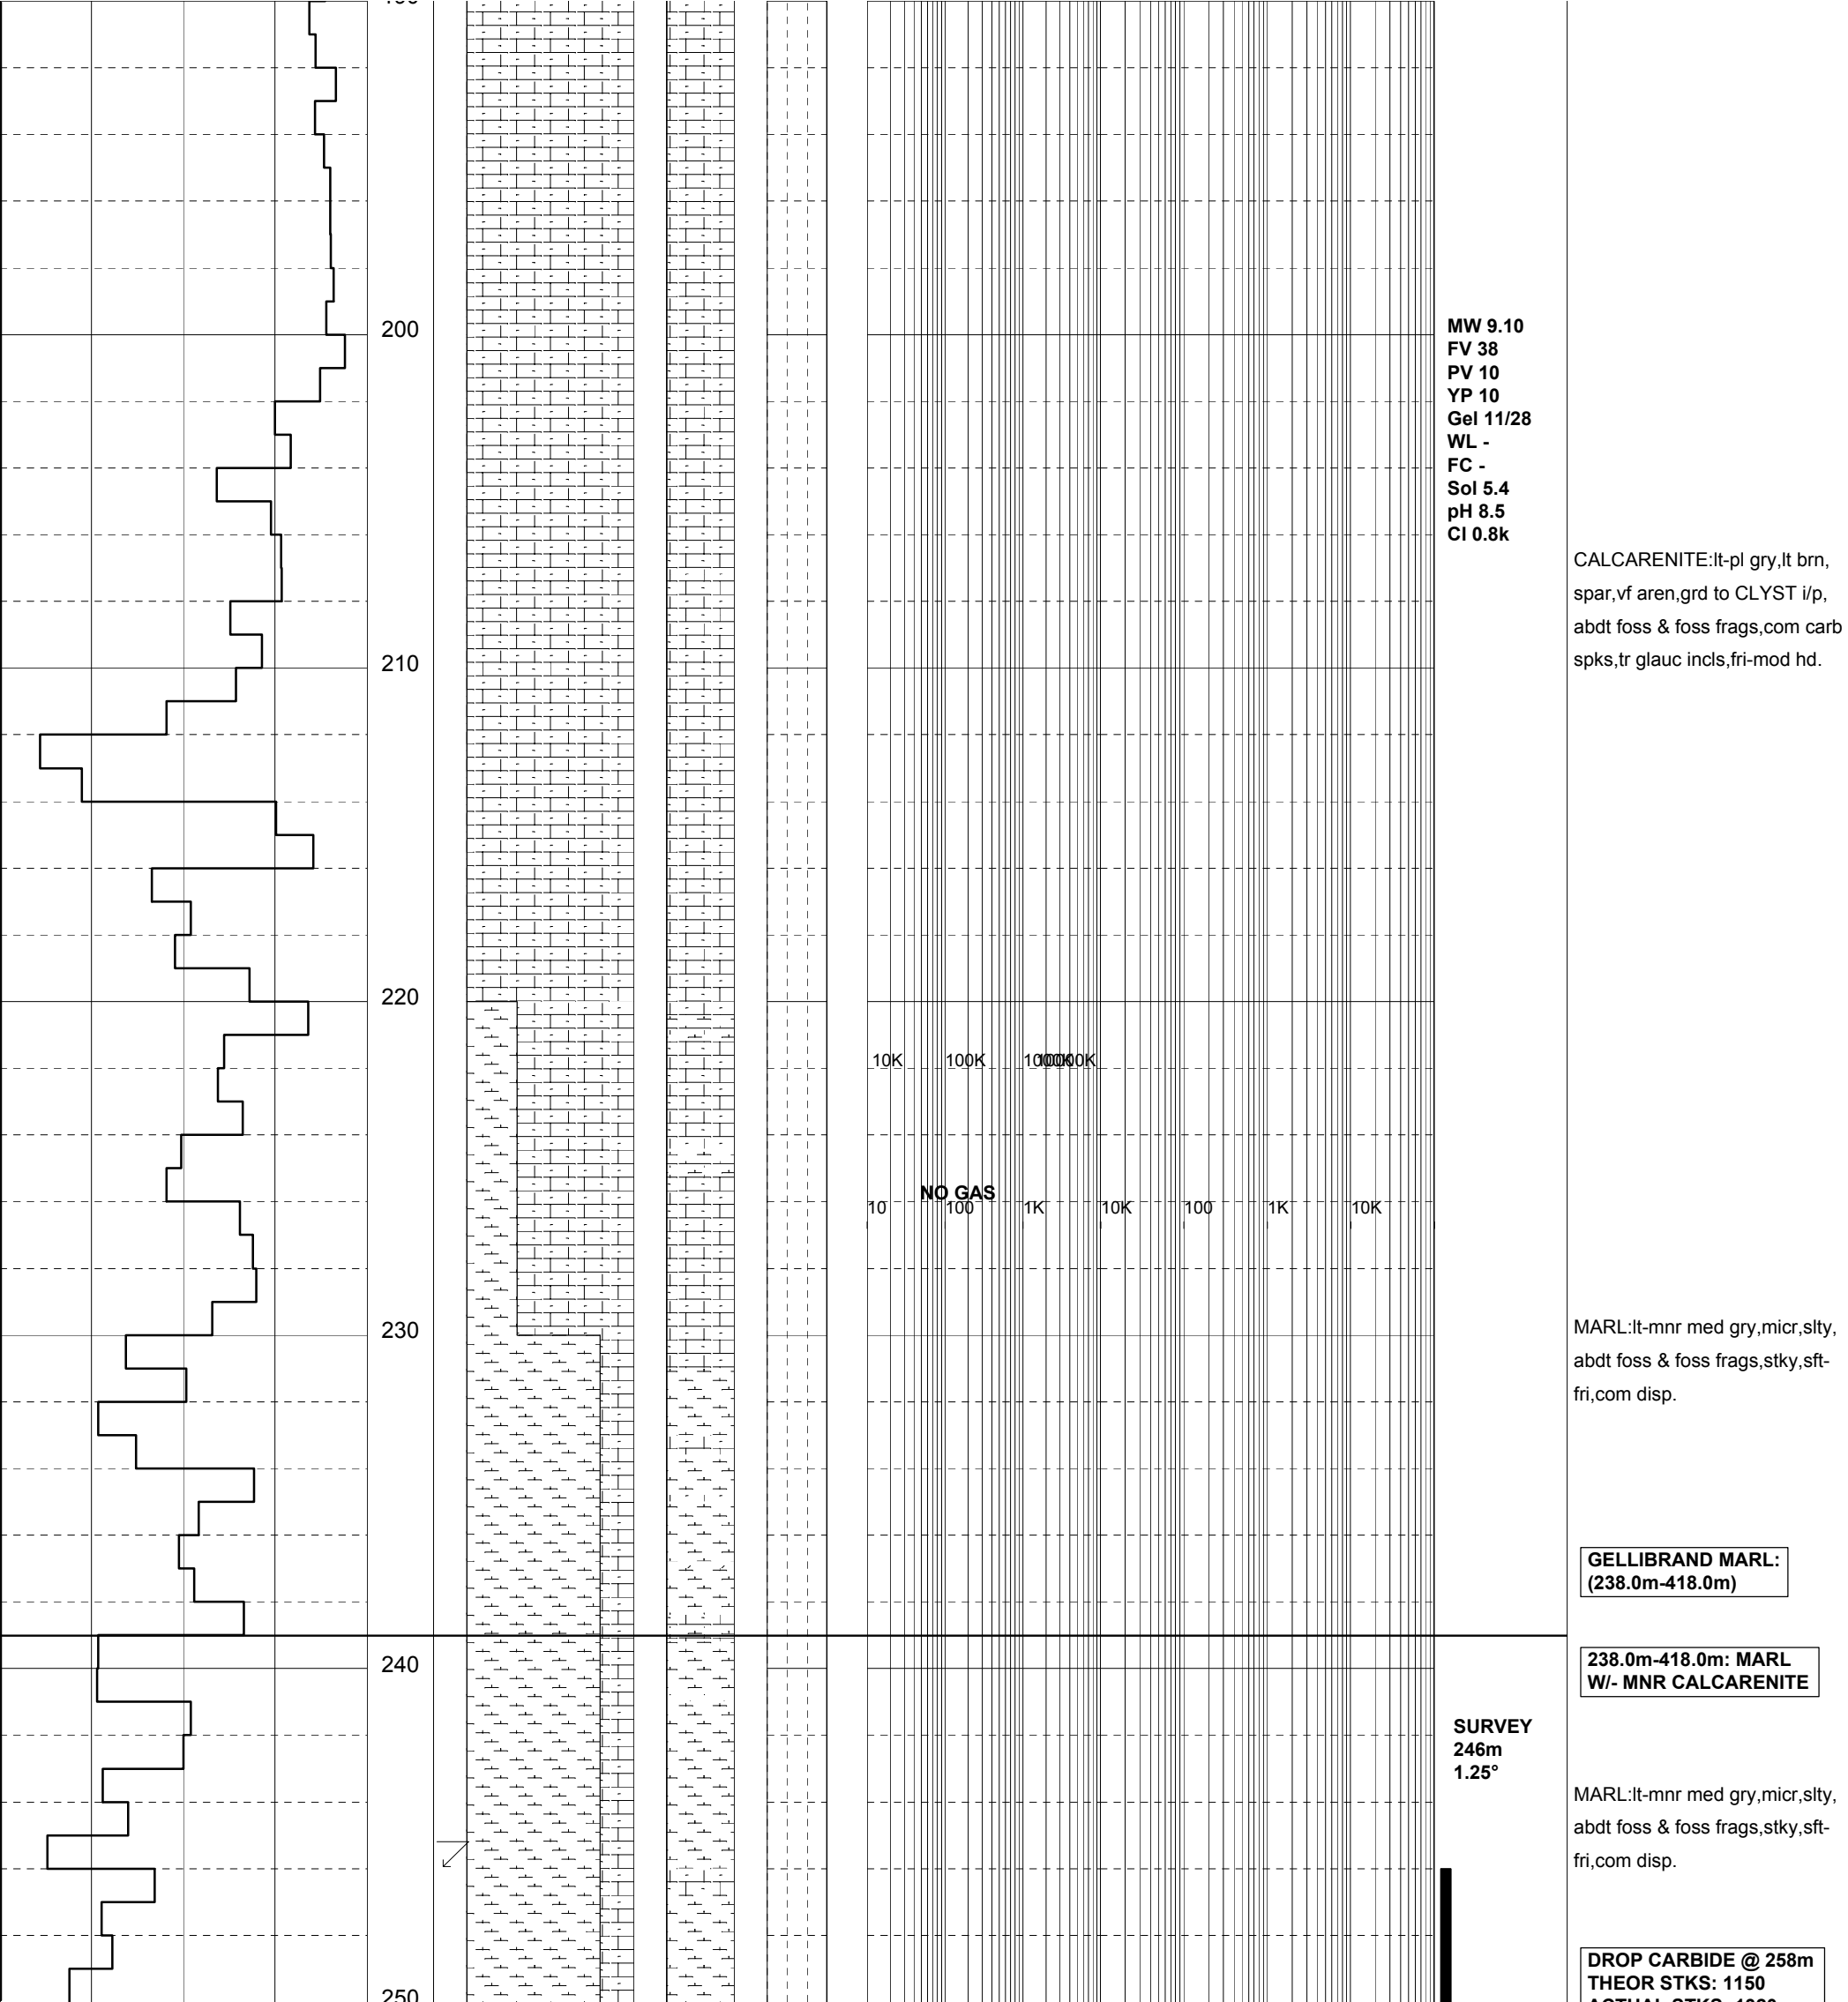 200
MW 9.10
FV 38
PV 10
YP 10
Gel 11/28
WL -
FC -
Sol 5.4
pH 8.5
Cl 0.8k
CALCARENITE:lt-pl gry,lt brn,
spar,vf aren,grd to CLYST i/p,
abdt foss & foss frags,com carb
spks,tr glauc incls,fri-mod hd.
210
220
10K 100K
NO GAS
10 100 1K 10K 100 1K 10K
230
MARL:lt-mnr med gry,micr,slty,
abdt foss & foss frags,stky,sft-
fri,com disp.
GELLIBRAND MARL:
(238.0m-418.0m)
240
238.0m-418.0m: MARL
W/- MNR CALCARENITE
SURVEY
246m
1.25°
MARL:lt-mnr med gry,micr,slty,
abdt foss & foss frags,stky,sft-
fri,com disp.
DROP CARBIDE @ 258m
THEOR STKS: 1150
250